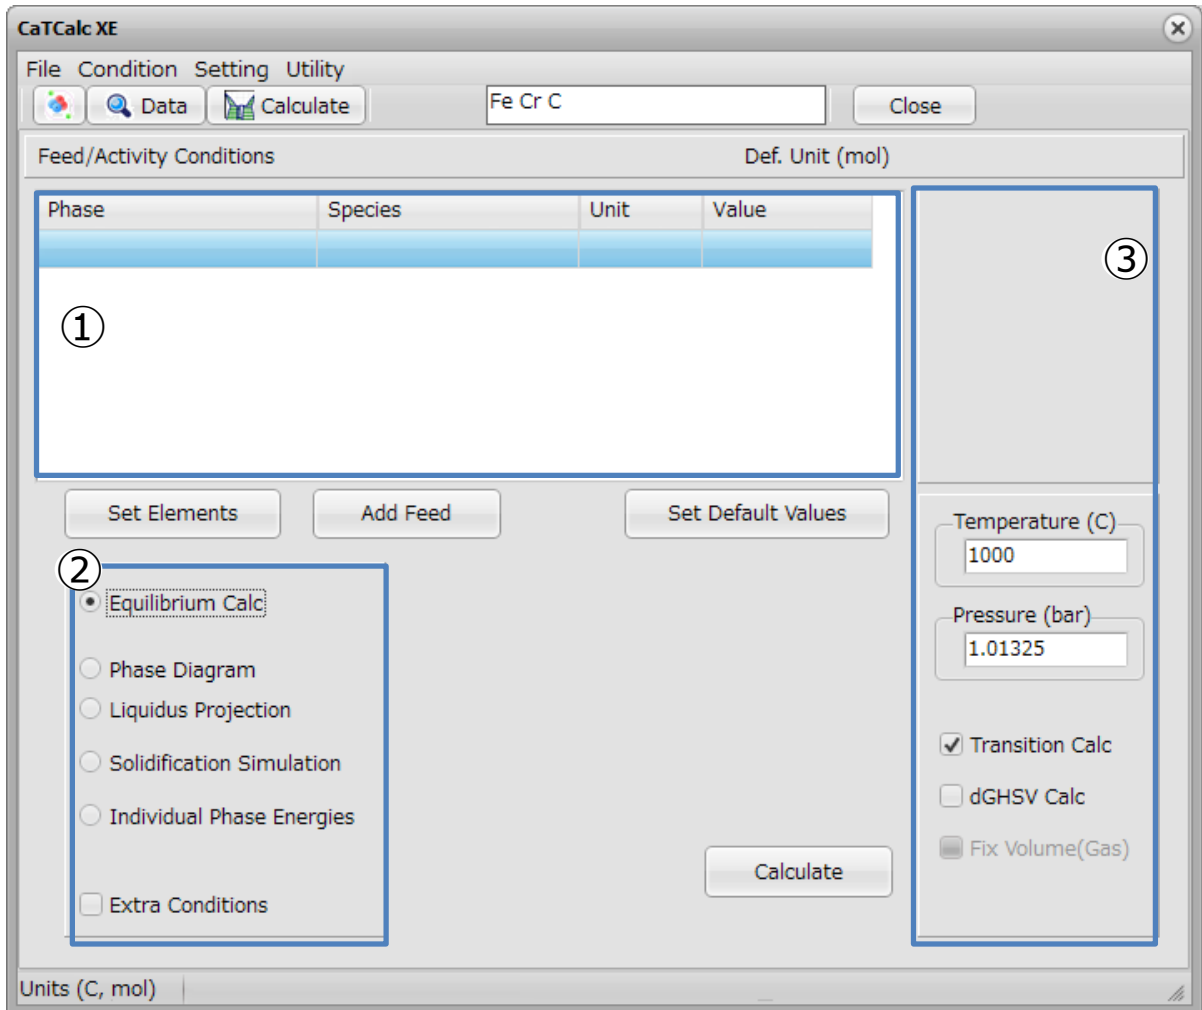 CaTCalc XE
File Condition Setting Utility
Data Calculate Fe Cr C Close
Feed/Activity Conditions Def. Unit (mol)
Phase Species Unit Value
③
①
Set Elements Add Feed Set Default Values
Temperature (C)
1000
②
Equilibrium Calc
Pressure (bar)
1.01325
Phase Diagram
Liquidus Projection
Transition Calc
Solidification Simulation
dGHSV Calc
Individual Phase Energies
Fix Volume(Gas)
Calculate
Extra Conditions
Units (C, mol)